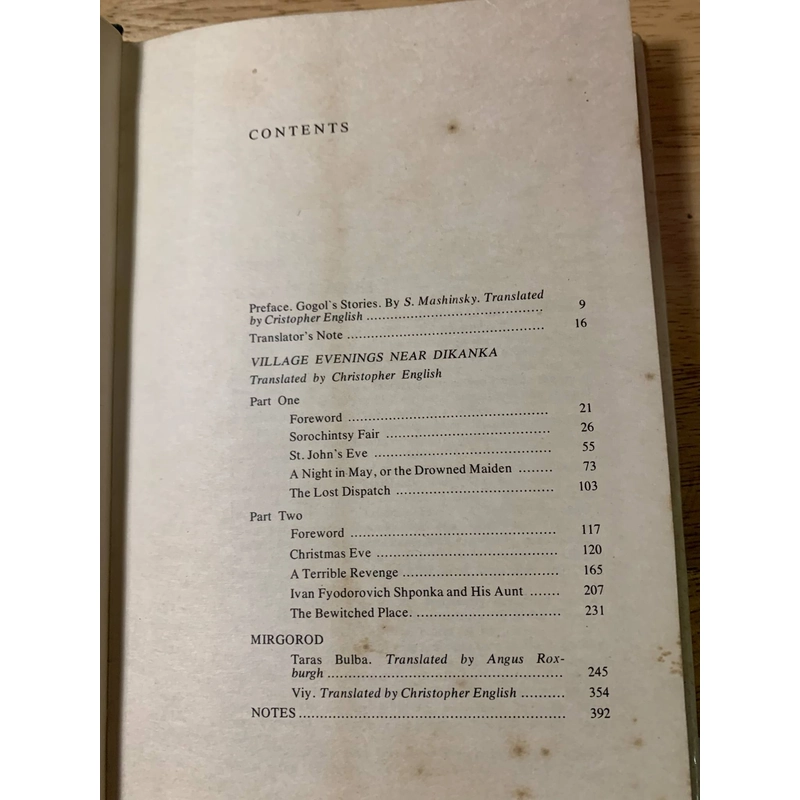 CONTENTS
Preface. Gogol's Stories. By S. Mashinsky. Translated
by Cristopher English ........................................... 9
Translator's Note ................................................ 16
VILLAGE EVENINGS NEAR DIKANKA
Translated by Christopher English
Part One
Foreword ................................................ 21
Sorochintsy Fair ....................................... 26
St. John's Eve .......................................... 55
A Night in May, or the Drowned Maiden ........ 73
The Lost Dispatch ..................................... 103
Part Two
Foreword ................................................ 117
Christmas Eve .......................................... 120
A Terrible Revenge .................................... 165
Ivan Fyodorovich Shponka and His Aunt ....... 207
The Bewitched Place. .................................. 231
MIRGOROD
Taras Bulba. Translated by Angus Rox-
burgh ....................................................... 245
Viy. Translated by Christopher English .......... 354
NOTES ............................................................... 392